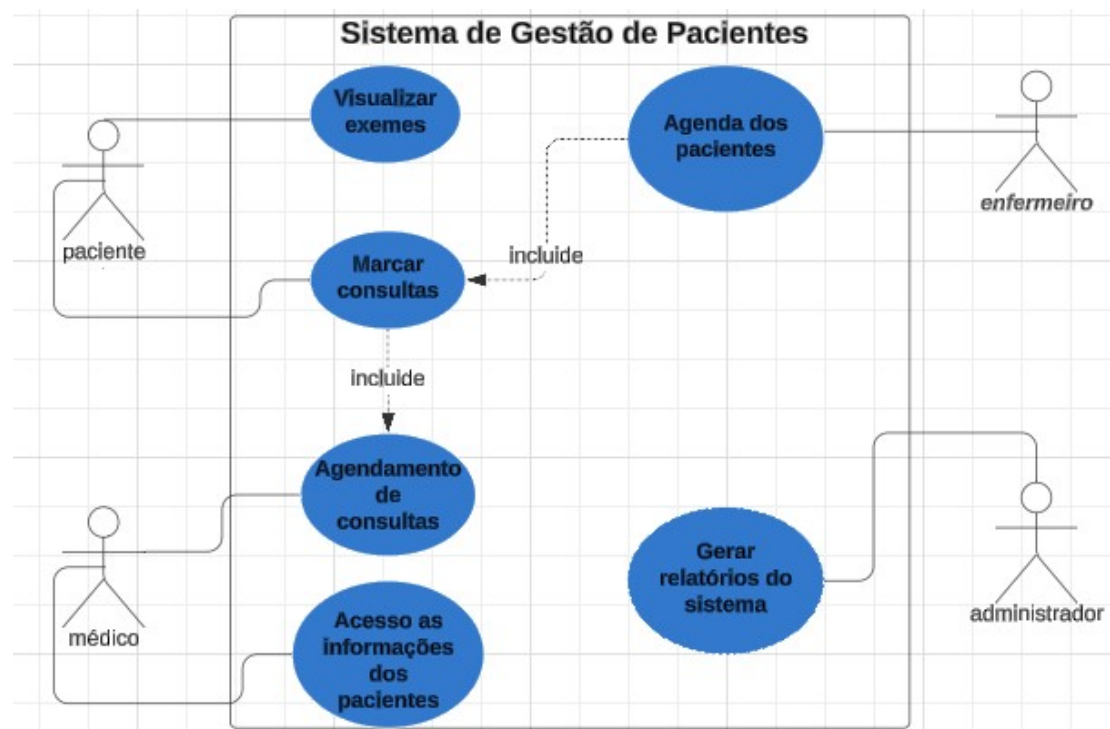 Sistema de Gestão de Pacientes
Visualizar
exemes
Agenda dos
pacientes
enfermeiro
paciente
incluide
Marcar
consultas
incluide
Agendamento
de
consultas
Gerar
relatórios do
sistema
administrador
médico
Acesso as
informações
dos
pacientes